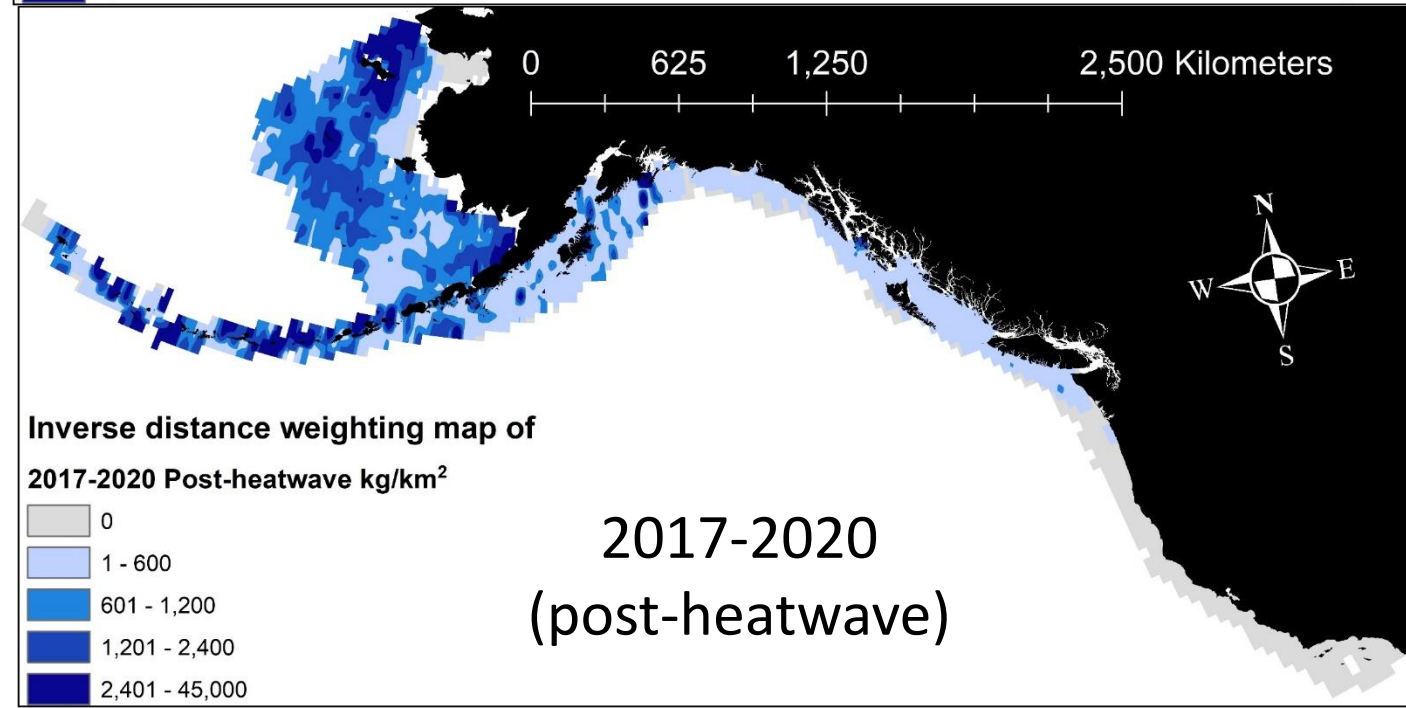 0 625 1,250 2,500 Kilometers
N
W E
S
Inverse distance weighting map of
2017-2020 Post-heatwave kg/km²
0
1 - 600
601 - 1,200
1,201 - 2,400
2,401 - 45,000
2017-2020
(post-heatwave)